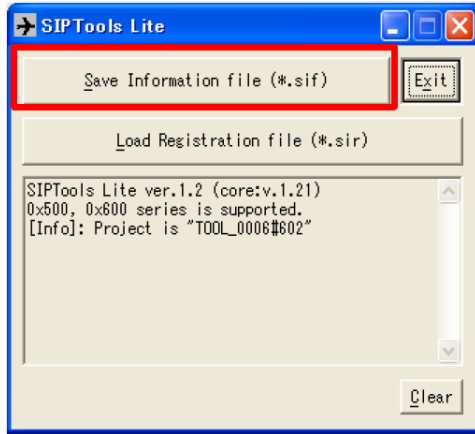 SIPTools Lite
Save Information file (*.sif)
Exit
Load Registration file (*.sir)
SIPTools Lite ver.1.2 (core:v.1.21)
0x500, 0x600 series is supported.
[Info]: Project is "TOOL_0006#602"
Clear